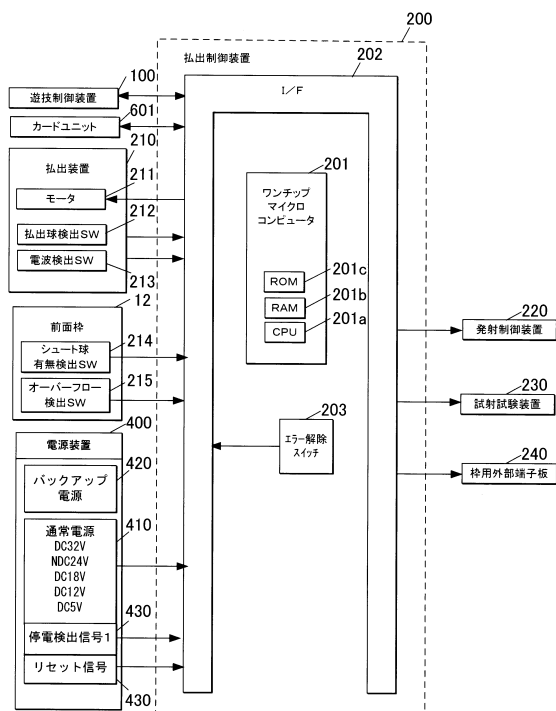 200
払出制御装置
202
I/F
100
遊技制御装置
601
カードユニット
210
払出装置
211
モータ
212
払出球検出SW
電波検出SW
213
12
前面枠
214
シュート球
有無検出SW
215
オーバーフロー
検出SW
400
電源装置
420
バックアップ
電源
410
通常電源
DC32V
NDC24V
DC18V
DC12V
DC5V
430
停電検出信号1
リセット信号
430
201
ワンチップ
マイクロ
コンピュータ
ROM
201c
RAM
201b
CPU
201a
203
エラー解除
スイッチ
220
発射制御装置
230
試射試験装置
240
枠用外部端子板